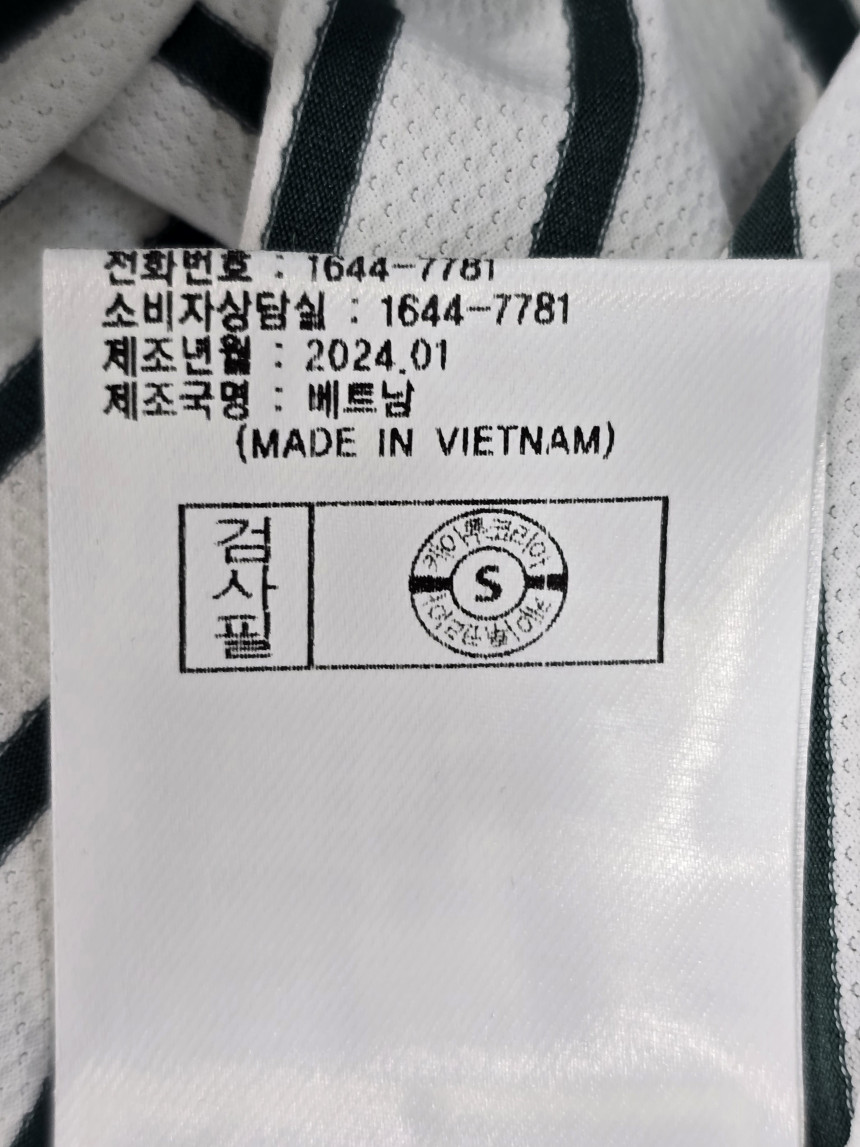 전화번호 : 1644-7781
소비자상담실 : 1644-7781
제조년월 : 2024.01
제조국명 : 베트남
(MADE IN VIETNAM)
검사필
S